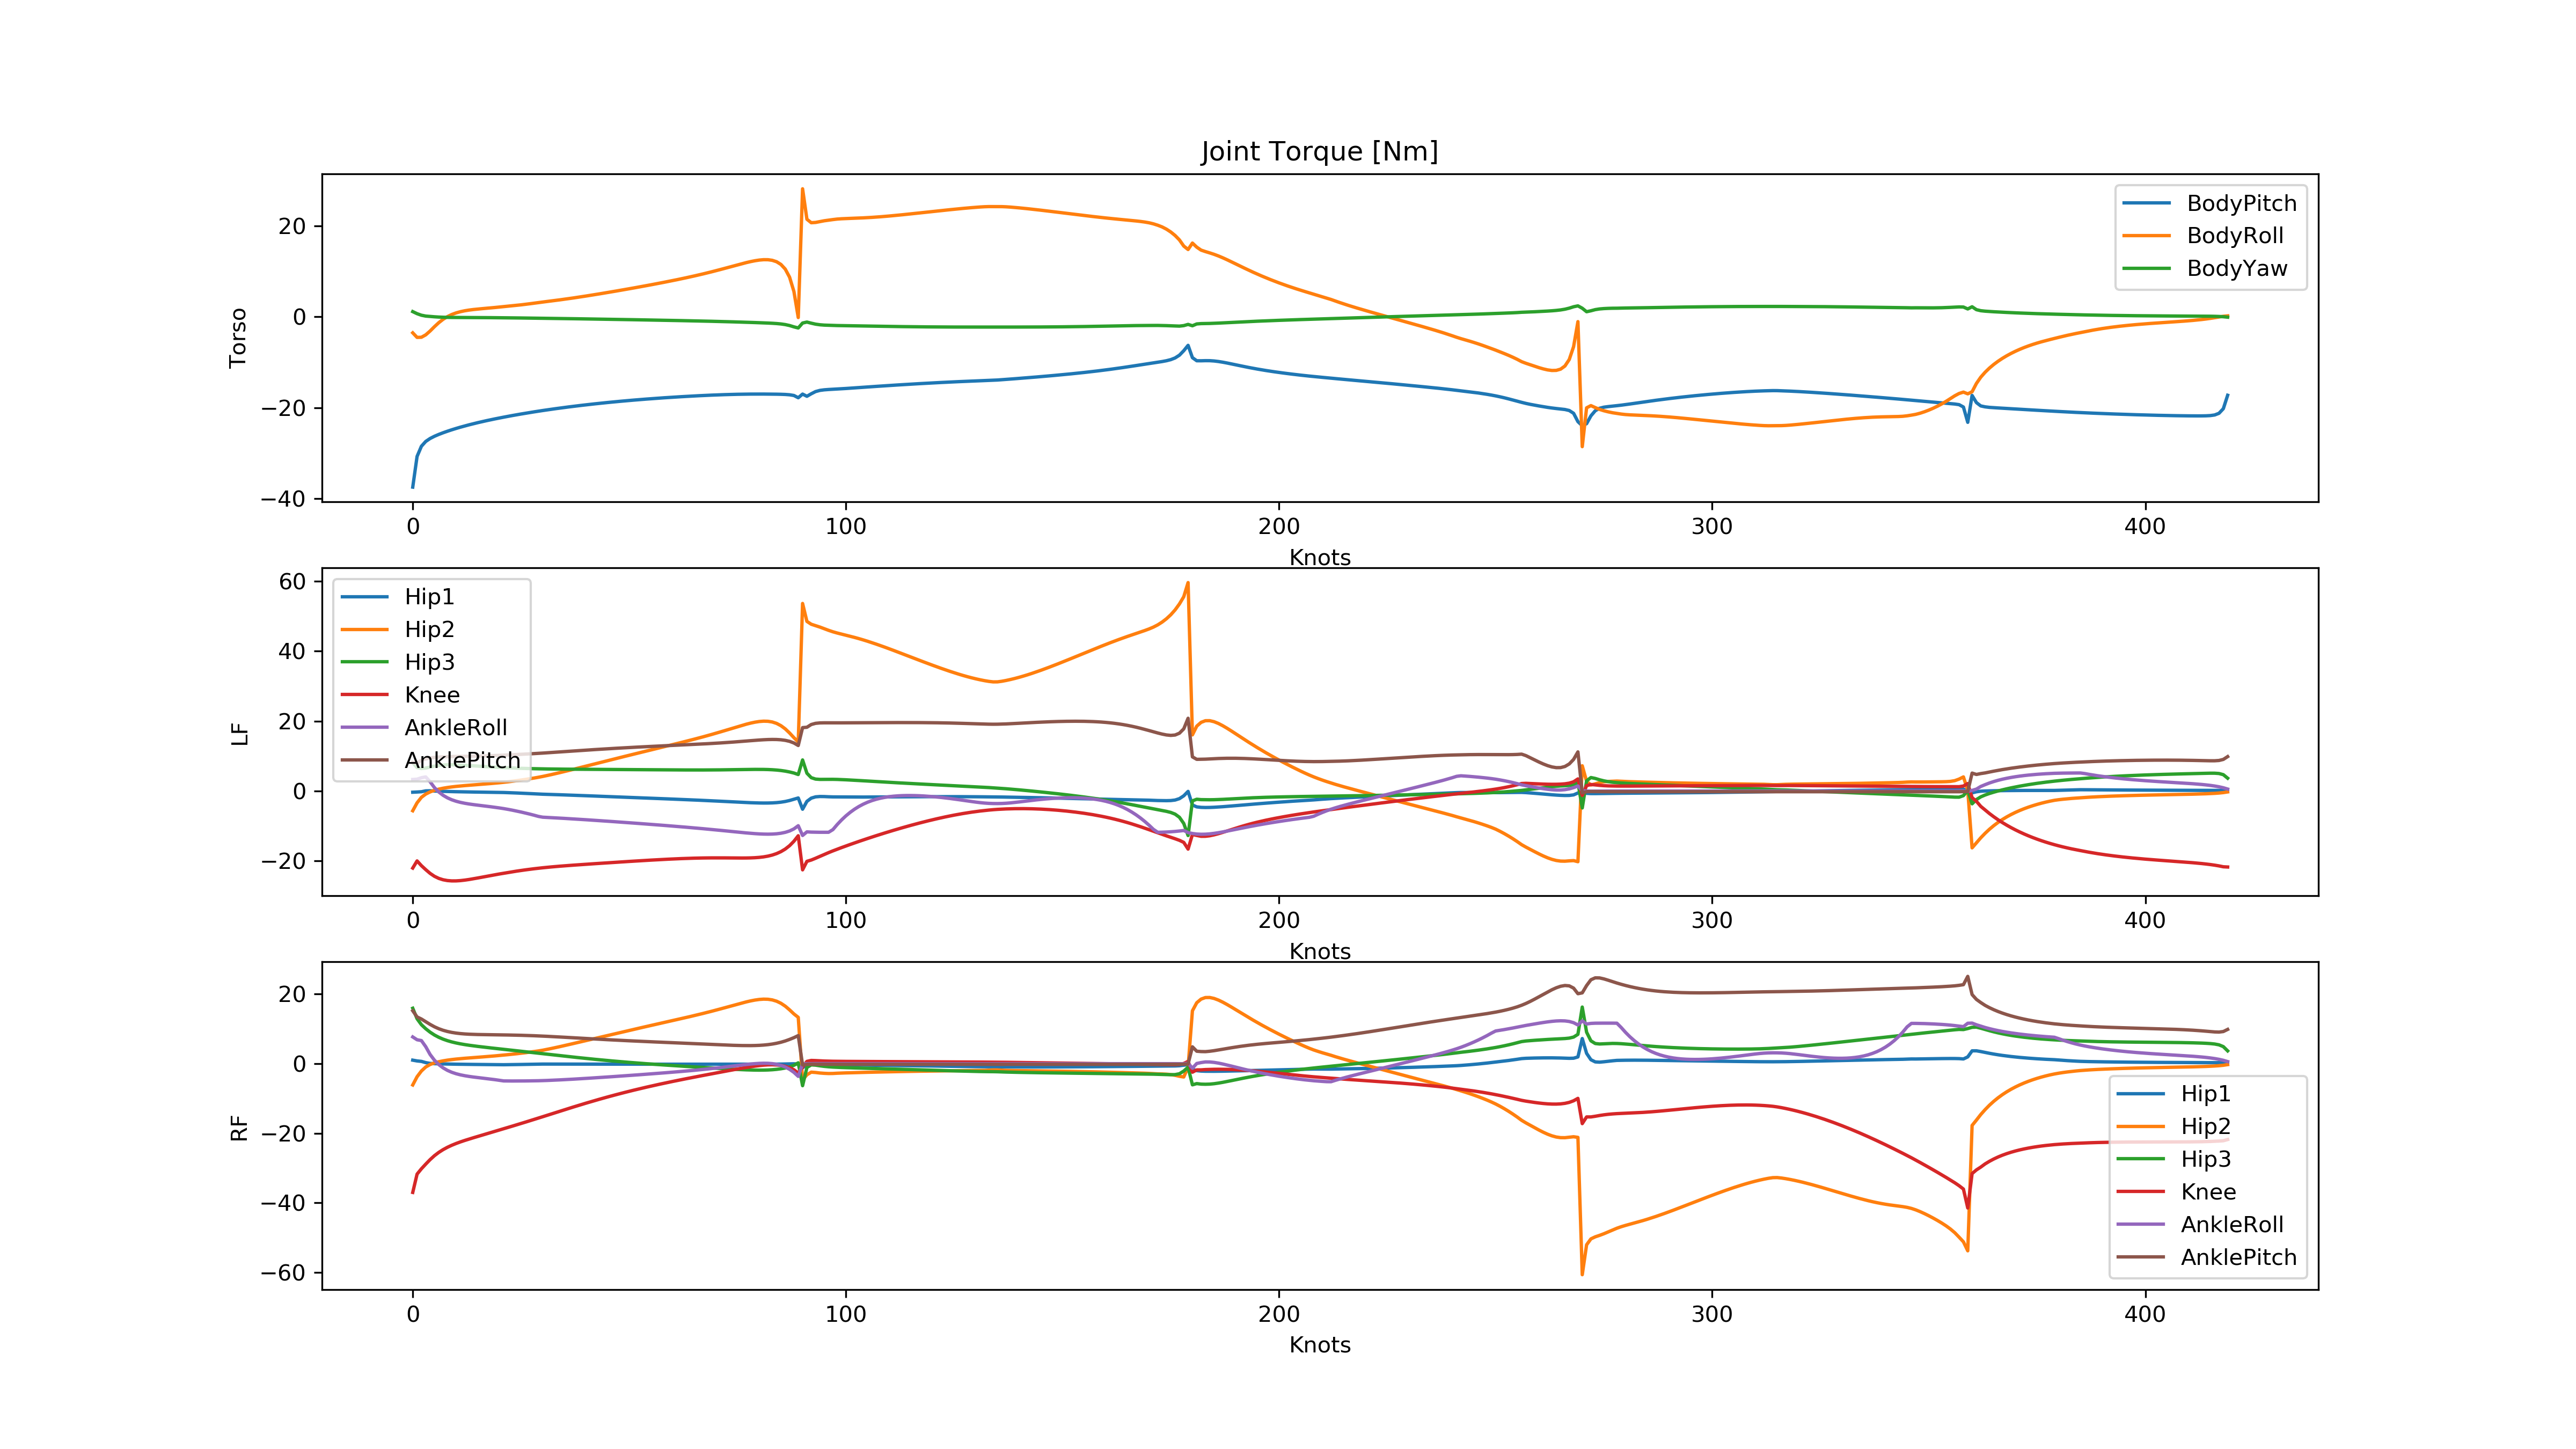 Joint Torque [Nm]
Torso
20
0
−20
−40
BodyPitch
BodyRoll
BodyYaw
0 100 200 300 400
Knots
LF
60
40
20
0
−20
Hip1
Hip2
Hip3
Knee
AnkleRoll
AnklePitch
0 100 200 300 400
Knots
RF
20
0
−20
−40
−60
Hip1
Hip2
Hip3
Knee
AnkleRoll
AnklePitch
0 100 200 300 400
Knots